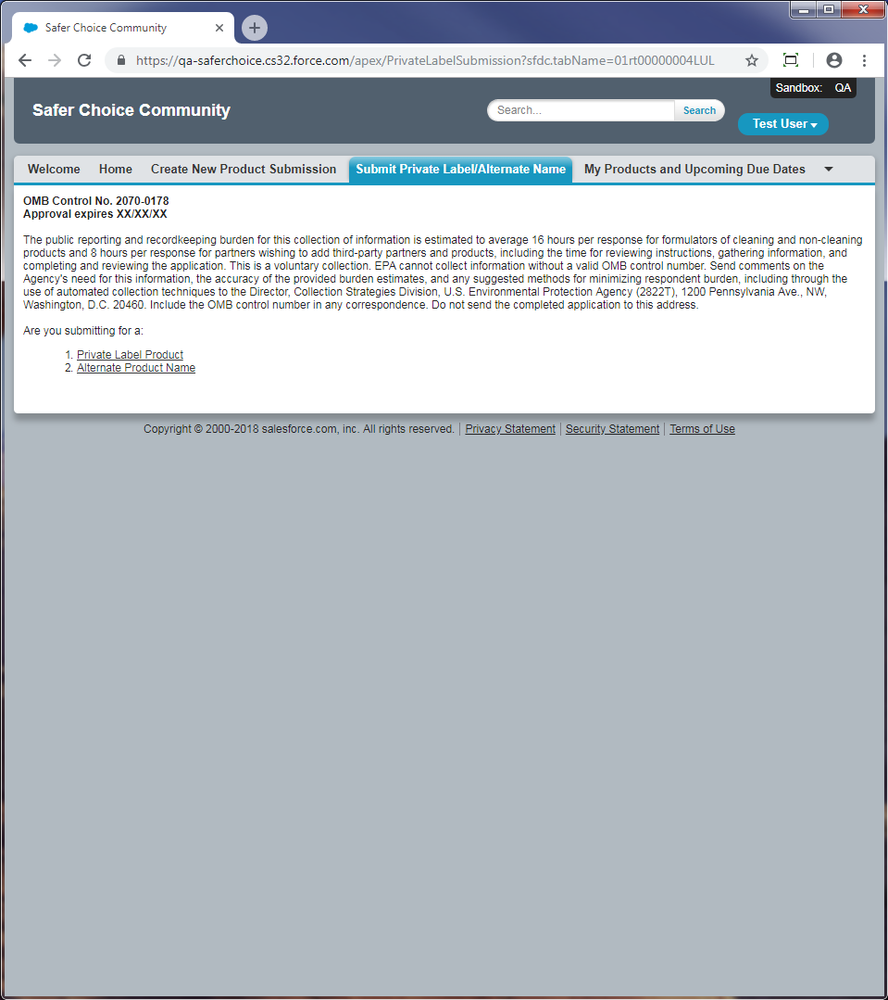 Safer Choice Community
https://qa-saferchoice.cs32.force.com/apex/PrivateLabelSubmission?sfdc.tabName=01rt00000004LUL
Sandbox: QA
Safer Choice Community
Search...
Search
Test User
Welcome
Home
Create New Product Submission
Submit Private Label/Alternate Name
My Products and Upcoming Due Dates
OMB Control No. 2070-0178
Approval expires XX/XX/XX
The public reporting and recordkeeping burden for this collection of information is estimated to average 16 hours per response for formulators of cleaning and non-cleaning
products and 8 hours per response for partners wishing to add third-party partners and products, including the time for reviewing instructions, gathering information, and
completing and reviewing the application. This is a voluntary collection. EPA cannot collect information without a valid OMB control number. Send comments on the
Agency's need for this information, the accuracy of the provided burden estimates, and any suggested methods for minimizing respondent burden, including through the
use of automated collection techniques to the Director, Collection Strategies Division, U.S. Environmental Protection Agency (2822T), 1200 Pennsylvania Ave., NW,
Washington, D.C. 20460. Include the OMB control number in any correspondence. Do not send the completed application to this address.
Are you submitting for a:
1. Private Label Product
2. Alternate Product Name
Copyright © 2000-2018 salesforce.com, inc. All rights reserved. | Privacy Statement | Security Statement | Terms of Use